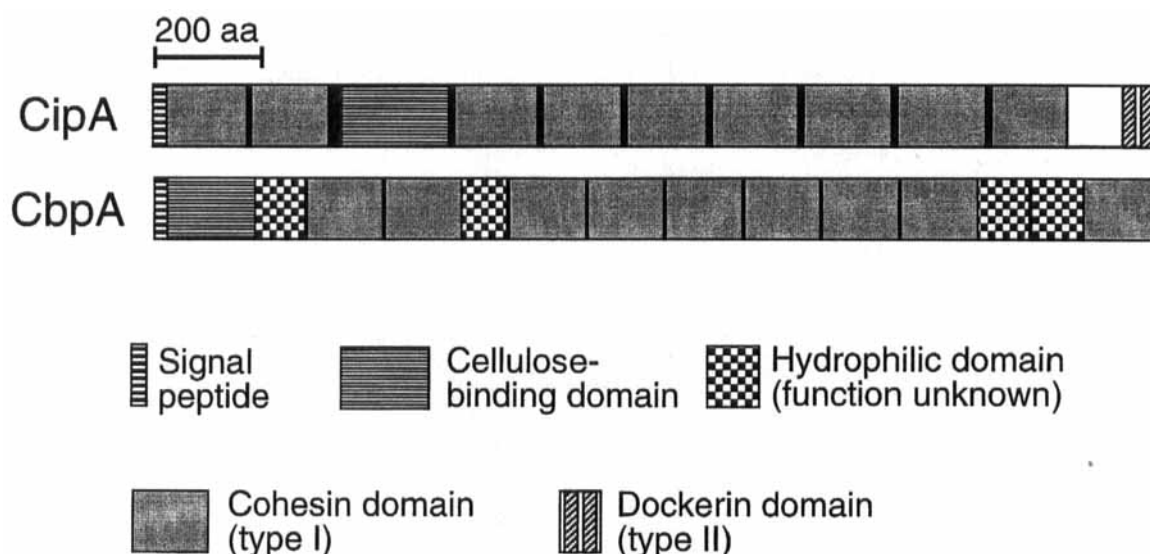 200 aa
CipA
CbpA
Signal
peptide
Cellulose-
binding domain
Hydrophilic domain
(function unknown)
Cohesin domain
(type I)
Dockerin domain
(type II)